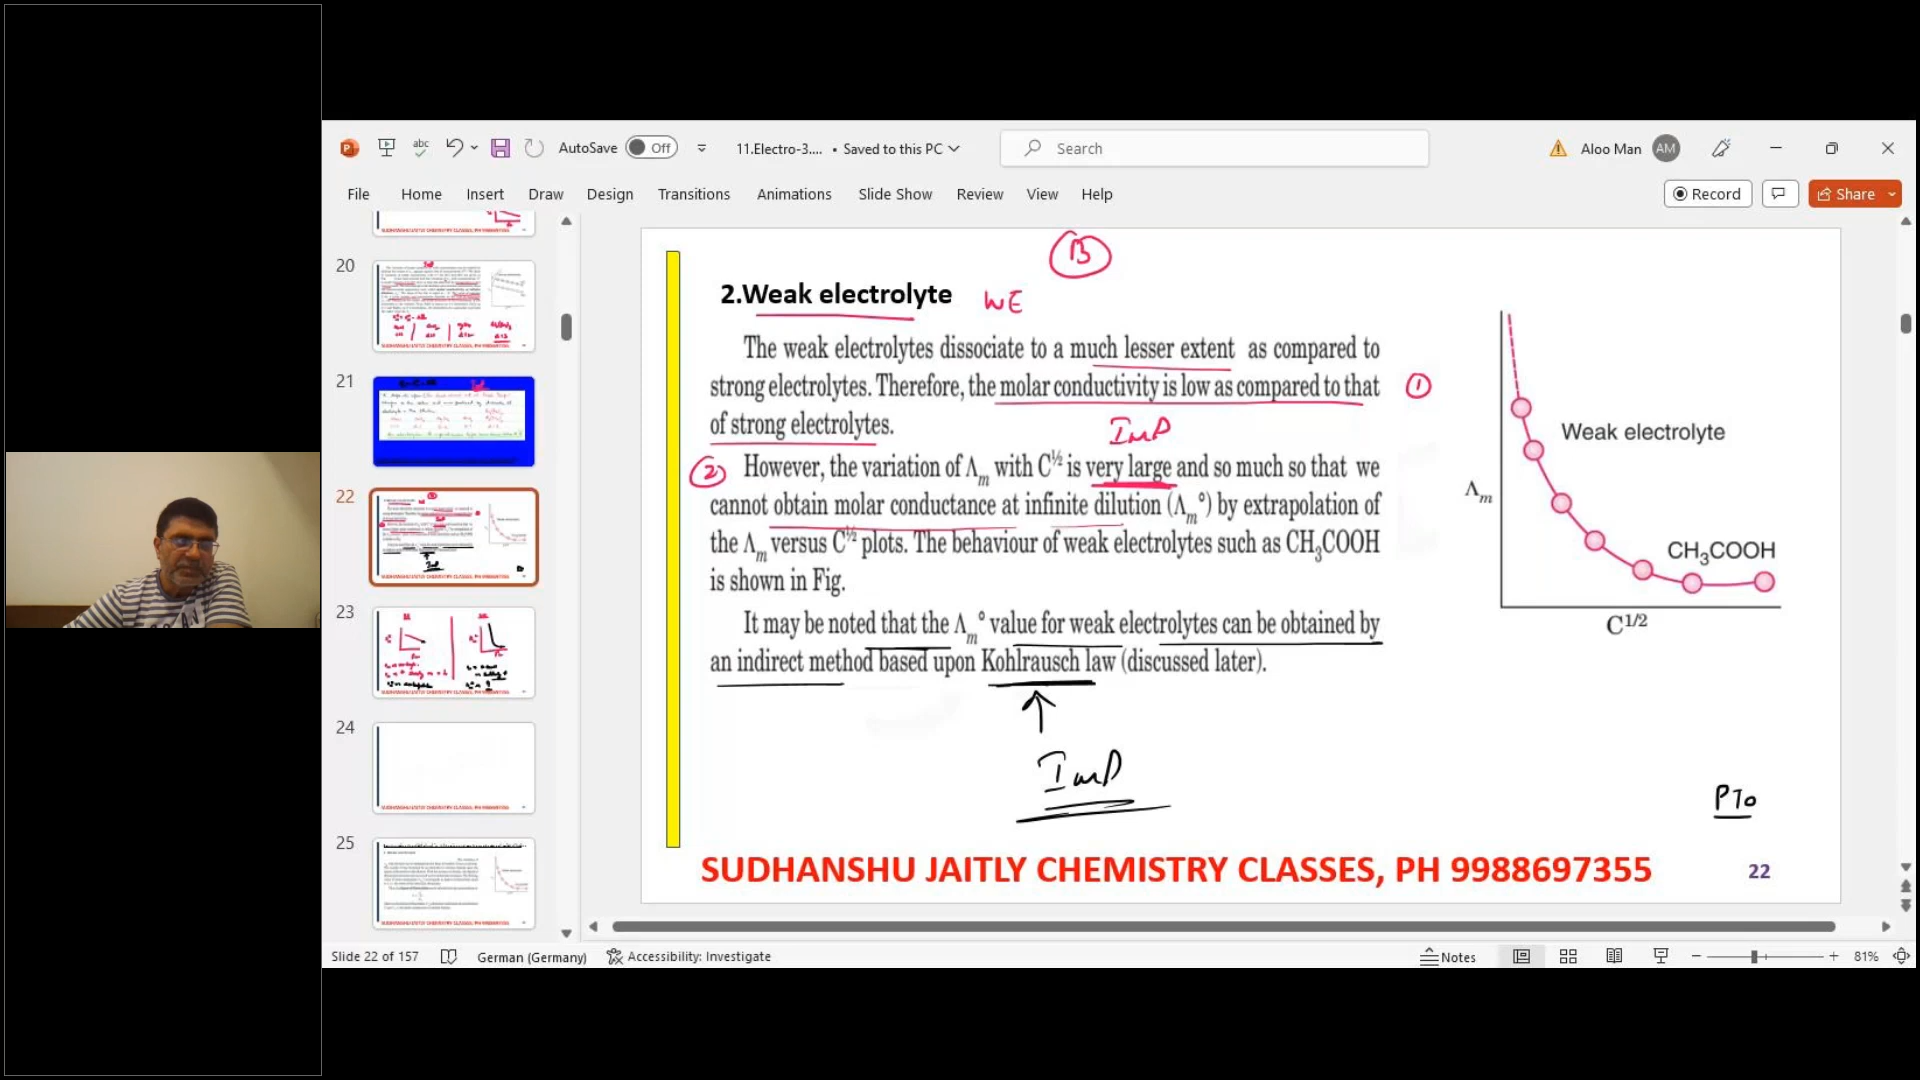 AutoSave Off 11.Electro-3.... • Saved to this PC Search Aloo Man AM
File Home Insert Draw Design Transitions Animations Slide Show Review View Help Record Share
20
21
22
23
24
25
B
2.Weak electrolyte WE
The weak electrolytes dissociate to a much lesser extent as compared to
strong electrolytes. Therefore, the molar conductivity is low as compared to that 1
of strong electrolytes.
Imp
2 However, the variation of Λm with C½ is very large and so much so that we
cannot obtain molar conductance at infinite dilution (Λm°) by extrapolation of
the Λm versus C½ plots. The behaviour of weak electrolytes such as CH3COOH
is shown in Fig.
It may be noted that the Λm° value for weak electrolytes can be obtained by
an indirect method based upon Kohlrausch law (discussed later).
Imp
Weak electrolyte
Λm
CH3COOH
C1/2
PTO
SUDHANSHU JAITLY CHEMISTRY CLASSES, PH 9988697355 22
Slide 22 of 157 German (Germany) Accessibility: Investigate Notes 81%